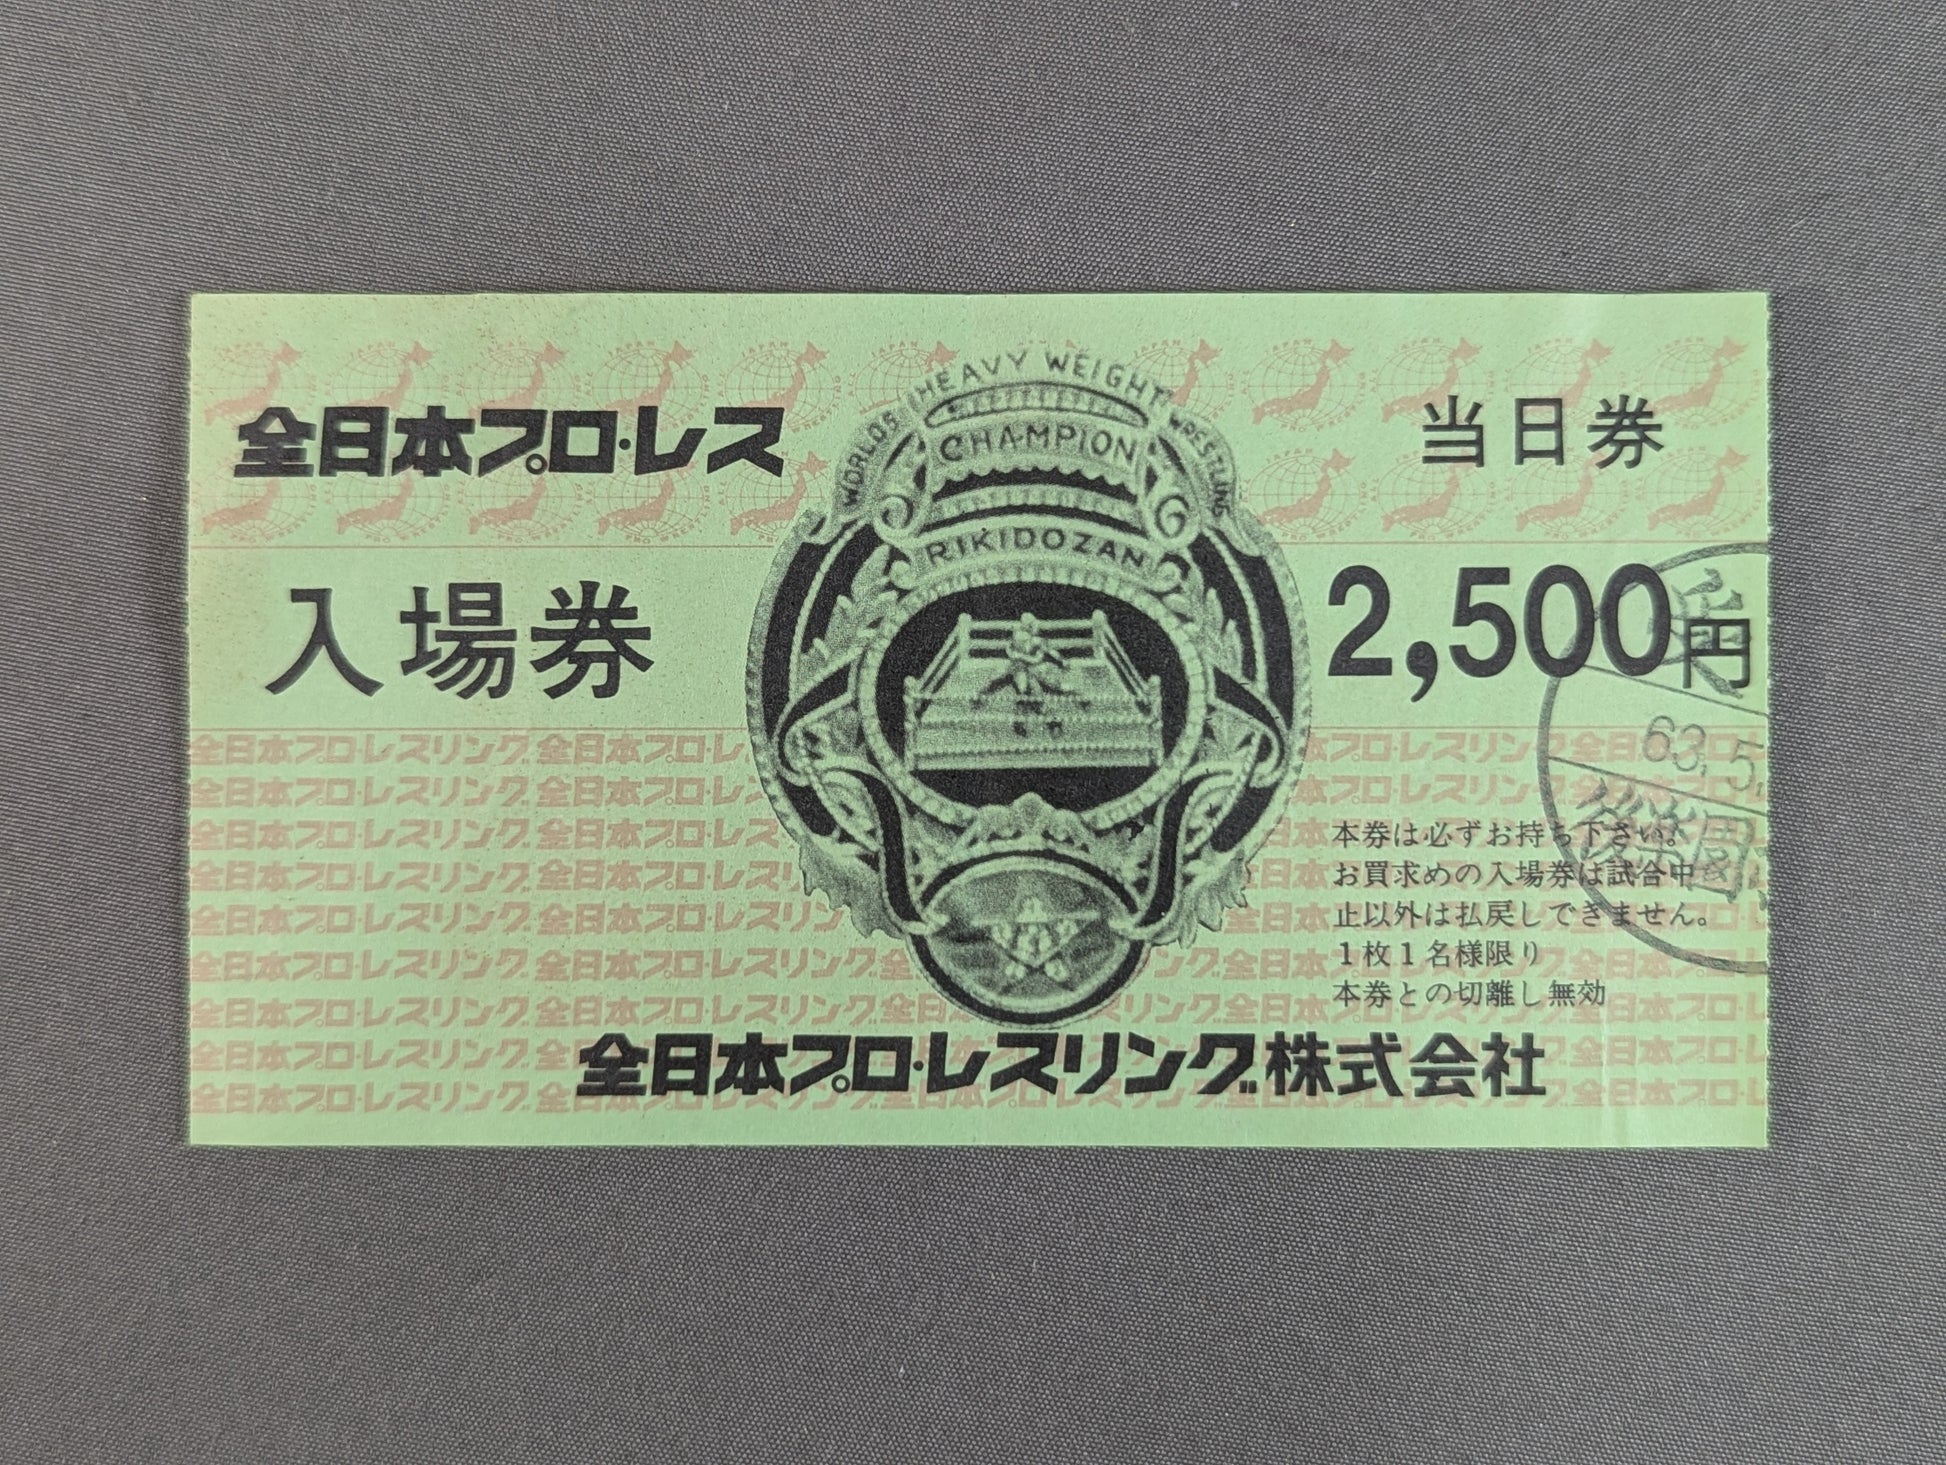 全日本プロ・レス
当日券
WORLDS HEAVY WEIGHT WRESTLING
CHAMPION
RIKIDOZAN
入場券
2,500円
63.5.
後楽園
本券は必ずお持ち下さい。
お買求めの入場券は試合中
止以外は払戻しできません。
1枚1名様限り
本券との切離し無効
全日本プロ・レスリング株式会社